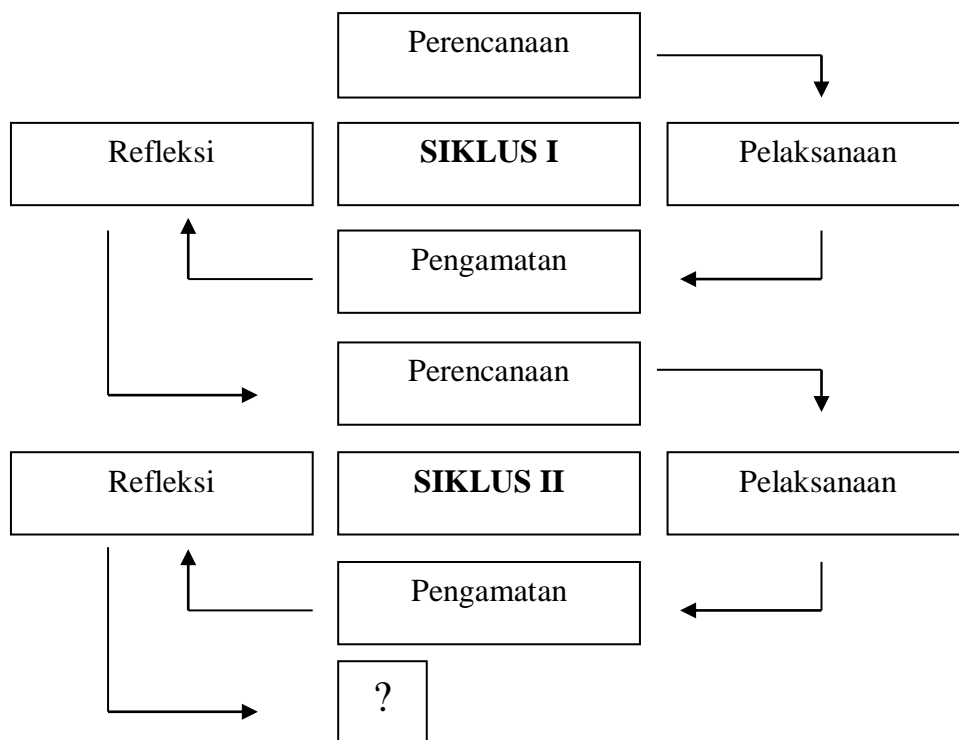 Perencanaan
Refleksi
SIKLUS I
Pelaksanaan
Pengamatan
Perencanaan
Refleksi
SIKLUS II
Pelaksanaan
Pengamatan
?